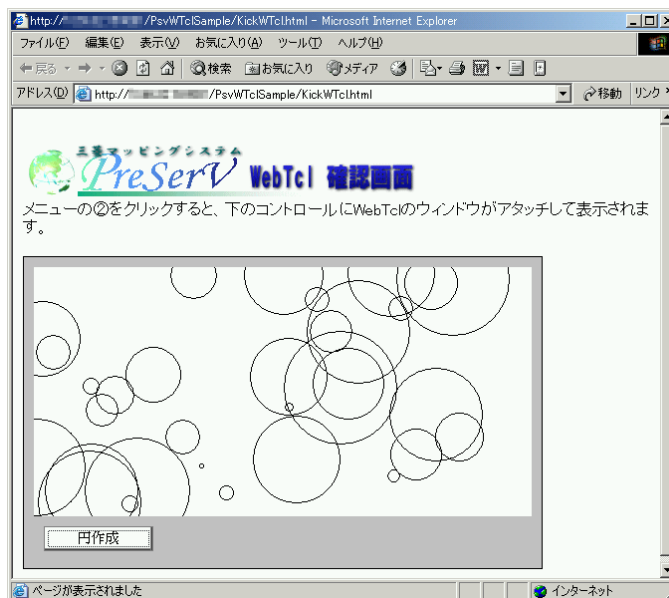 http:// /PsvWTclSample/KickWTcl.html - Microsoft Internet Explorer
ファイル(F) 編集(E) 表示(V) お気に入り(A) ツール(T) ヘルプ(H)
戻る 検索 お気に入り メディア
アドレス(D) http:// /PsvWTclSample/KickWTcl.html 移動 リンク »
三菱マッピングシステム
PreSerV WebTcl 確認画面
メニューの②をクリックすると、下のコントロールにWebTclのウィンドウがアタッチして表示されま
す。
円作成
ページが表示されました インターネット